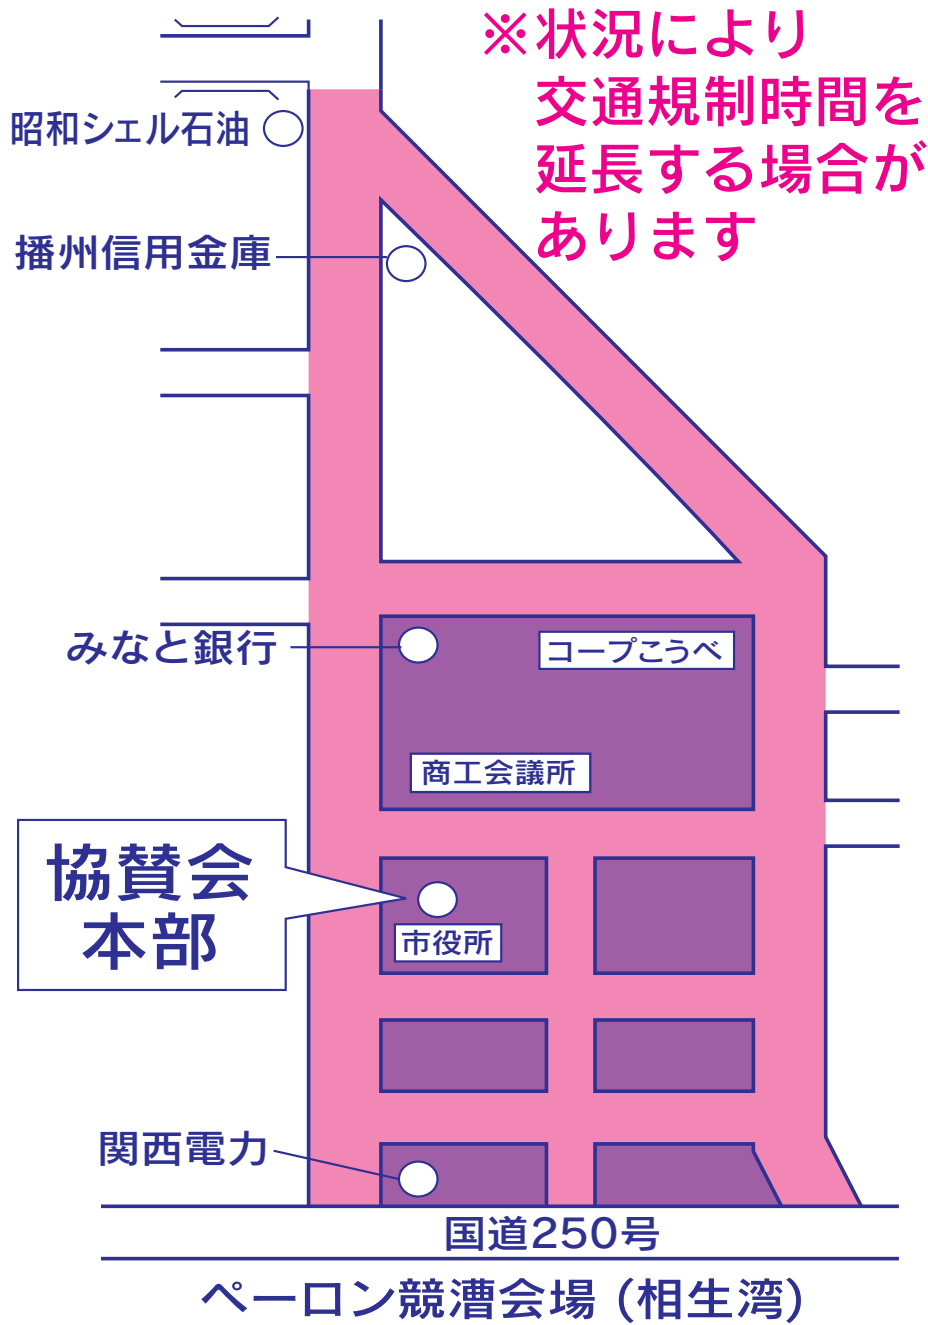 ※状況により
交通規制時間を
延長する場合が
あります
昭和シェル石油
播州信用金庫
みなと銀行
コープこうべ
商工会議所
協賛会
本部
市役所
関西電力
国道250号
ペーロン競漕会場 (相生湾)